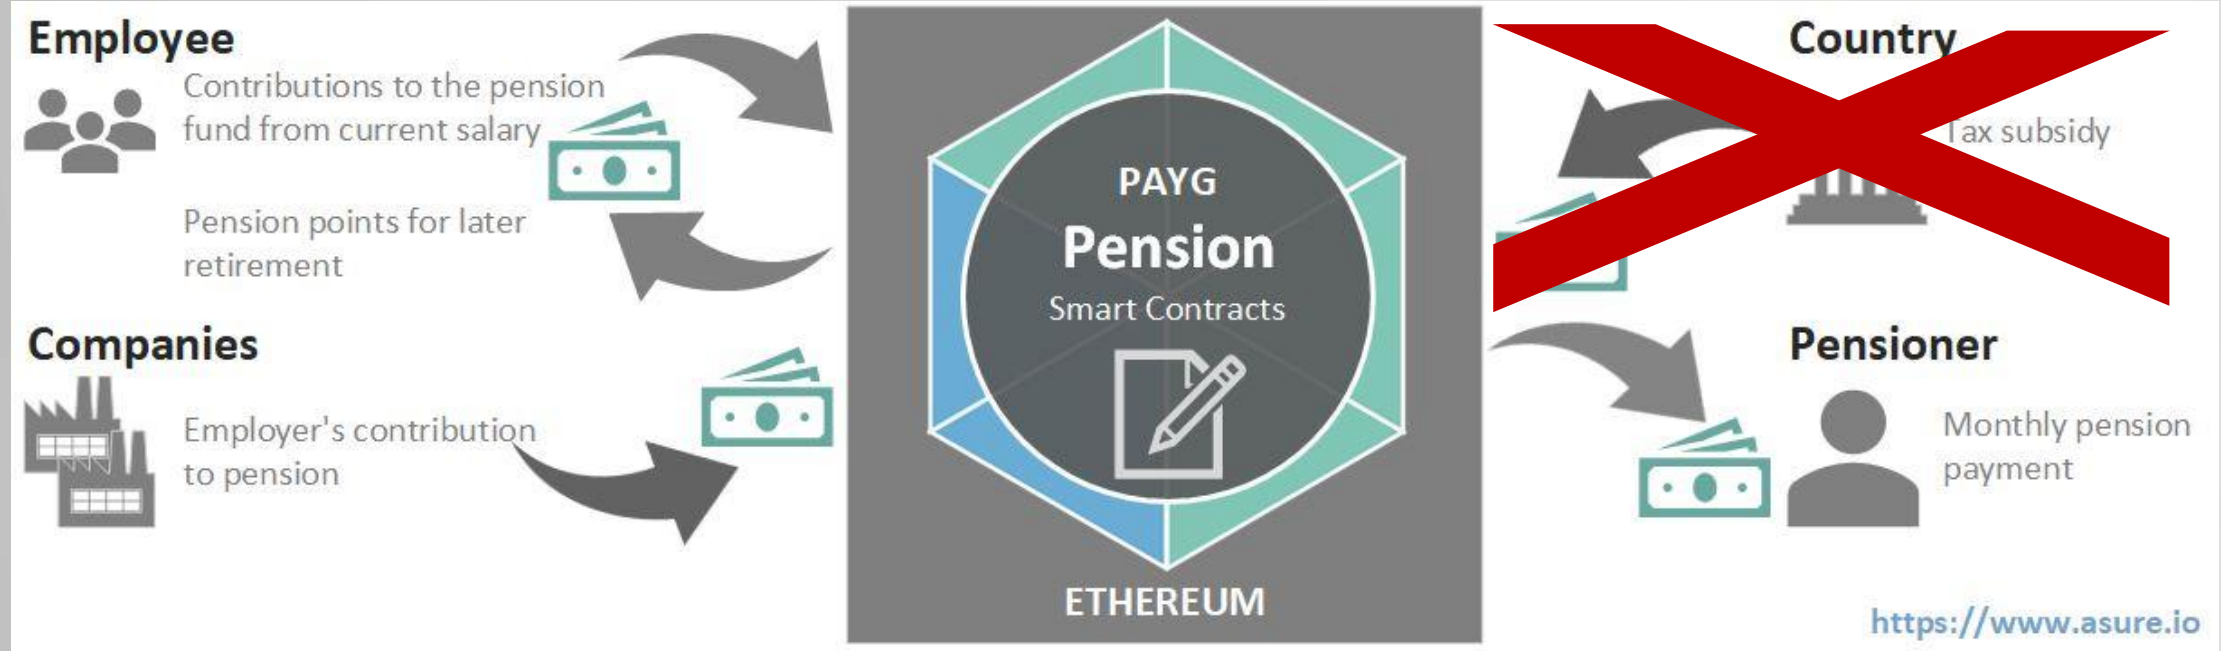 Employee
Contributions to the pension
fund from current salary
Pension points for later
retirement
Companies
Employer's contribution
to pension
PAYG
Pension
Smart Contracts
ETHEREUM
Country
Tax subsidy
Pensioner
Monthly pension
payment
https://www.asure.io